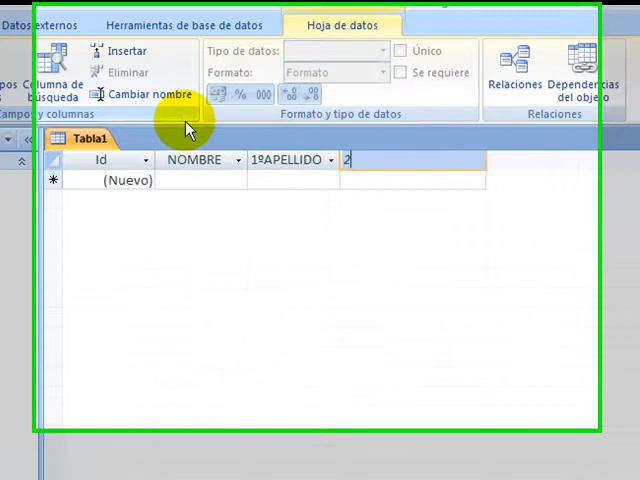 Datos externos Herramientas de base de datos Hoja de datos
Insertar Tipo de datos: Único
Eliminar Formato: Formato Se requiere
Columna de búsqueda Cambiar nombre % 000 Relaciones Dependencias del objeto
ampos y columnas Formato y tipo de datos Relaciones
Tabla1
Id NOMBRE 1ºAPELLIDO 2
(Nuevo)